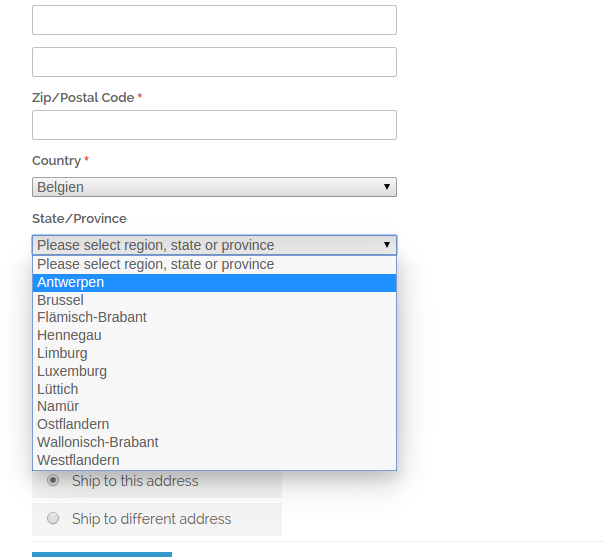 Zip/Postal Code *
Country *
Belgien
State/Province
Please select region, state or province
Please select region, state or province
Antwerpen
Brussel
Flämisch-Brabant
Hennegau
Limburg
Luxemburg
Lüttich
Namür
Ostflandern
Wallonisch-Brabant
Westflandern
Ship to this address
Ship to different address